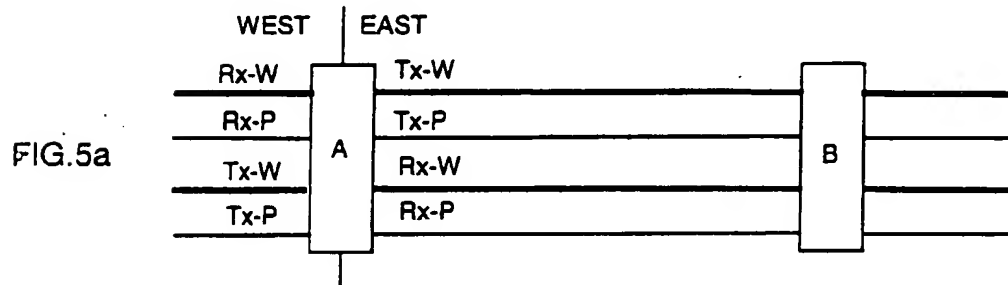 WEST EAST
Rx-W Tx-W
Rx-P Tx-P
FIG.5a A B
Tx-W Rx-W
Tx-P Rx-P